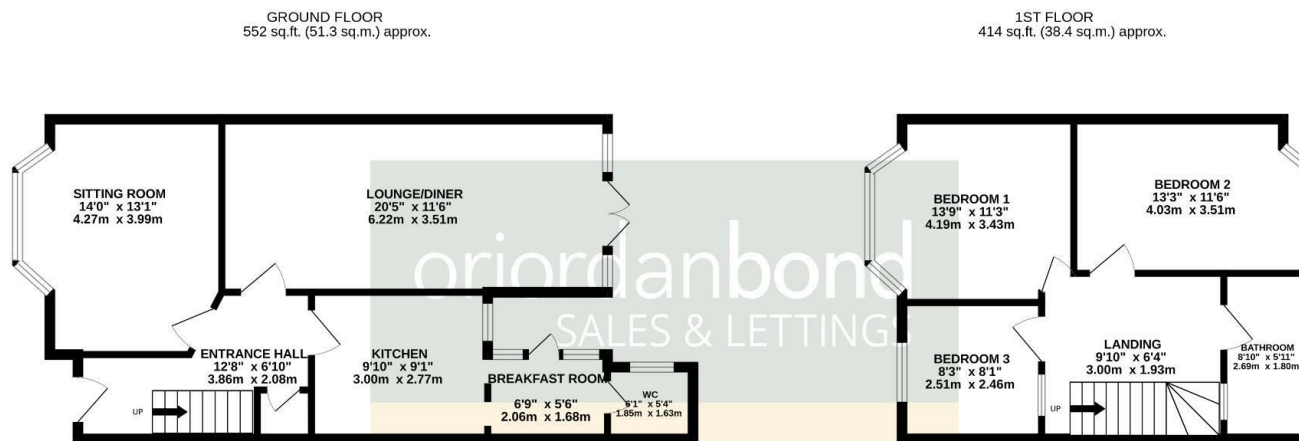 GROUND FLOOR
552 sq.ft. (51.3 sq.m.) approx.
1ST FLOOR
414 sq.ft. (38.4 sq.m.) approx.
SITTING ROOM
14'0" x 13'1"
4.27m x 3.99m
LOUNGE/DINER
20'5" x 11'6"
6.22m x 3.51m
ENTRANCE HALL
12'8" x 6'10"
3.86m x 2.08m
UP
KITCHEN
9'10" x 9'1"
3.00m x 2.77m
BREAKFAST ROOM
6'9" x 5'6"
2.06m x 1.68m
WC
6'1" x 5'4"
1.85m x 1.63m
oriordanbond
SALES & LETTINGS
BEDROOM 1
13'9" x 11'3"
4.19m x 3.43m
BEDROOM 2
13'3" x 11'6"
4.03m x 3.51m
BEDROOM 3
8'3" x 8'1"
2.51m x 2.46m
LANDING
9'10" x 6'4"
3.00m x 1.93m
UP
BATHROOM
8'10" x 5'11"
2.69m x 1.80m